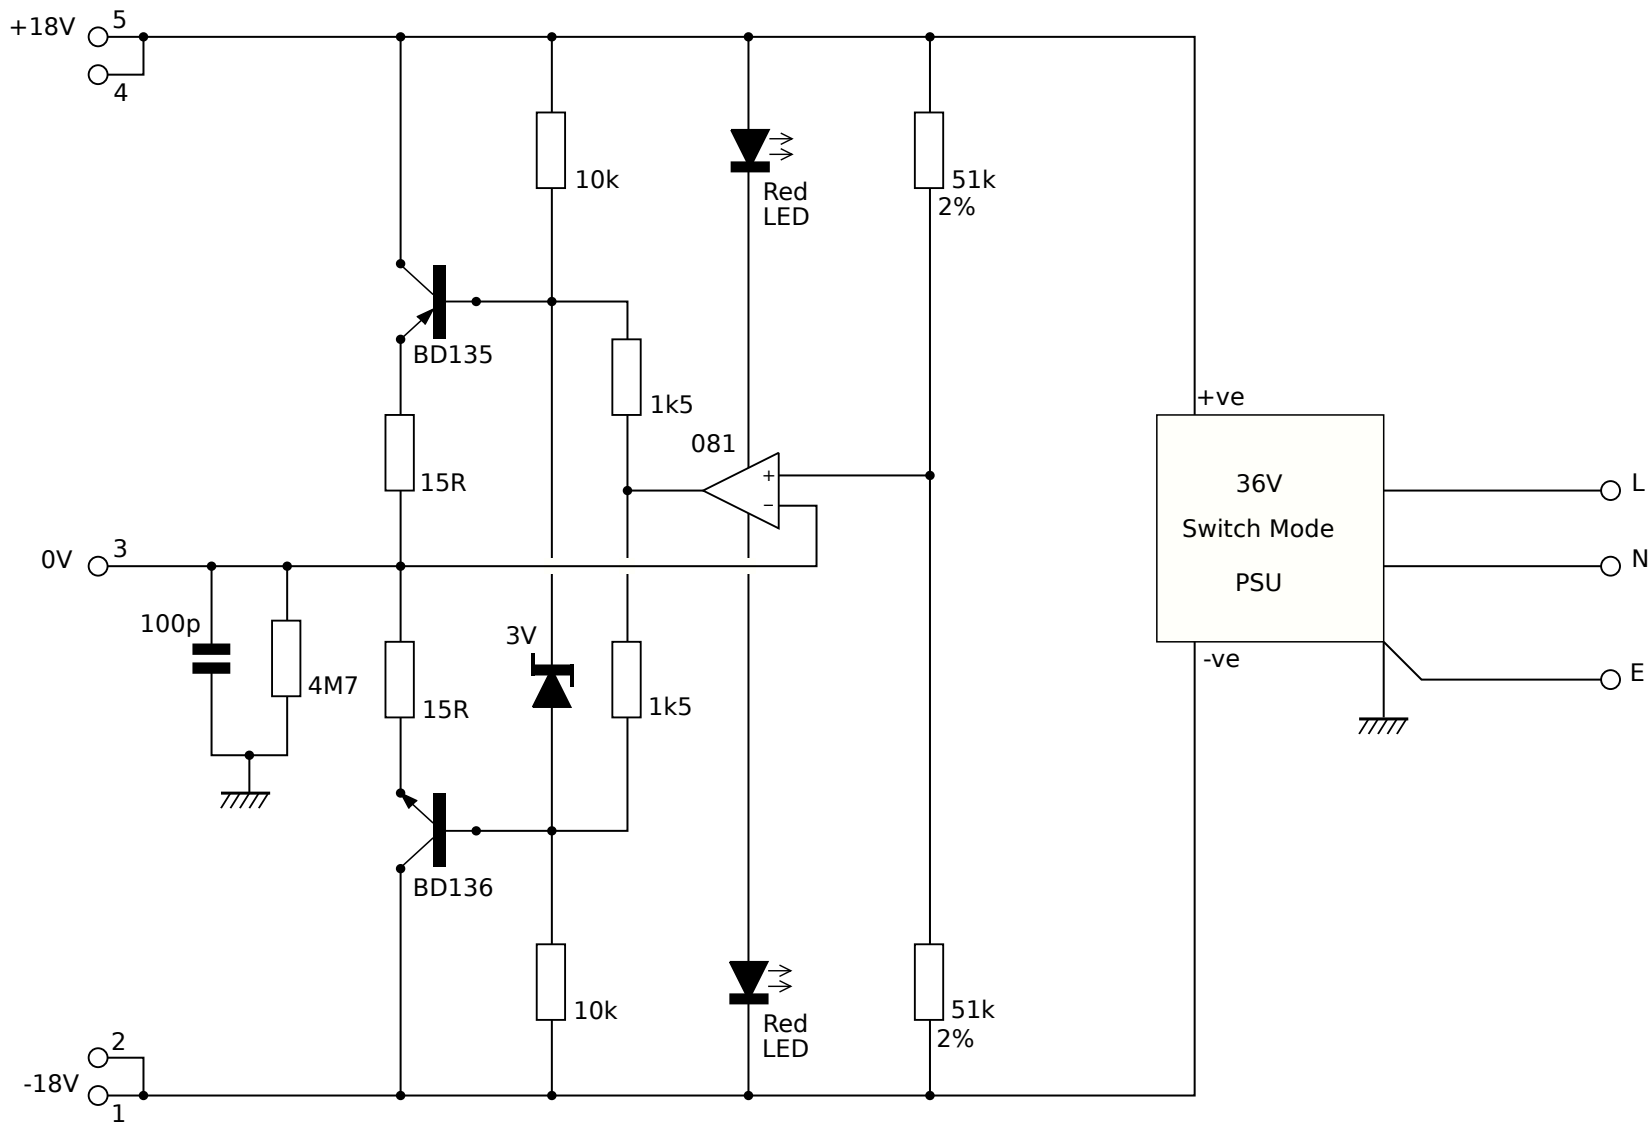 +18V
5
4
10k
Red
LED
51k
2%
BD135
+ve
1k5
081
15R
+
−
36V
Switch Mode
PSU
L
N
E
0V
3
100p
4M7
3V
15R
1k5
-ve
BD136
10k
Red
LED
51k
2%
2
-18V
1